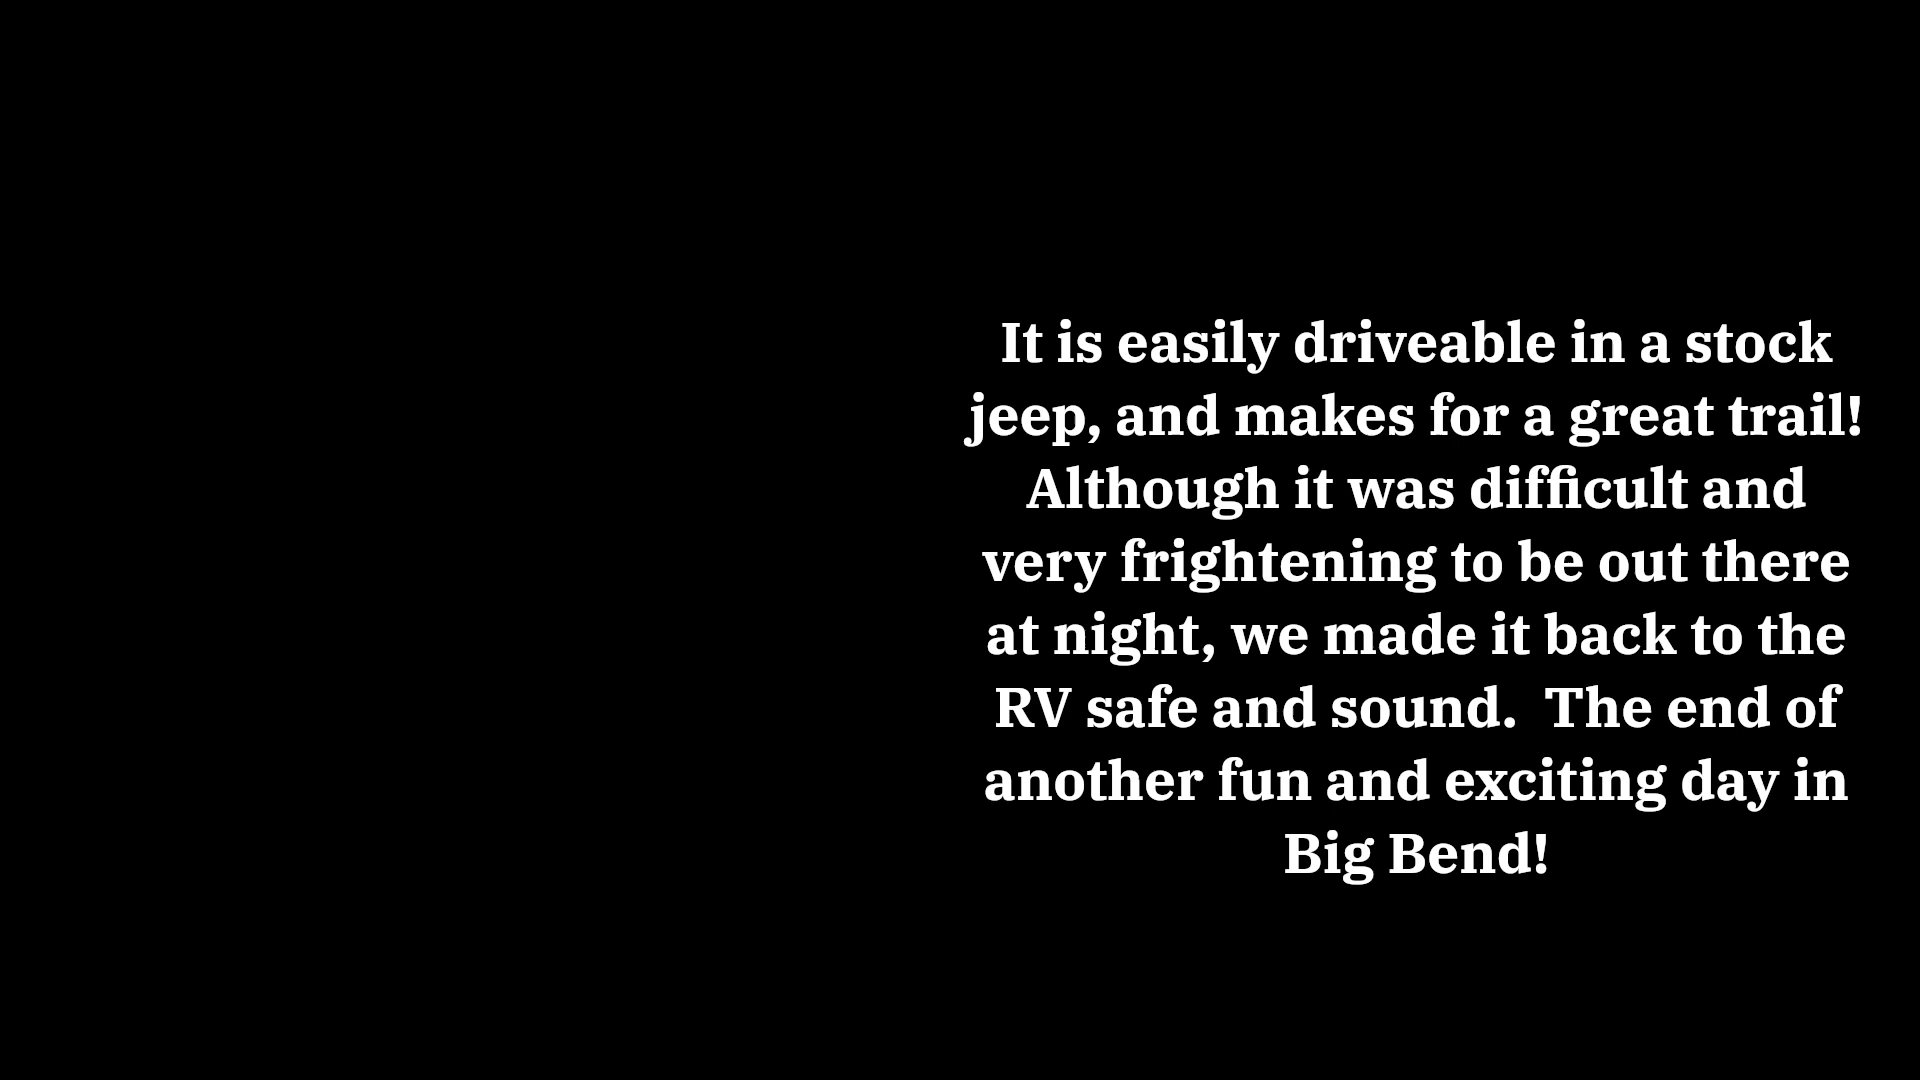 It is easily driveable in a stock
jeep, and makes for a great trail!
Although it was difficult and
very frightening to be out there
at night, we made it back to the
RV safe and sound.  The end of
another fun and exciting day in
Big Bend!